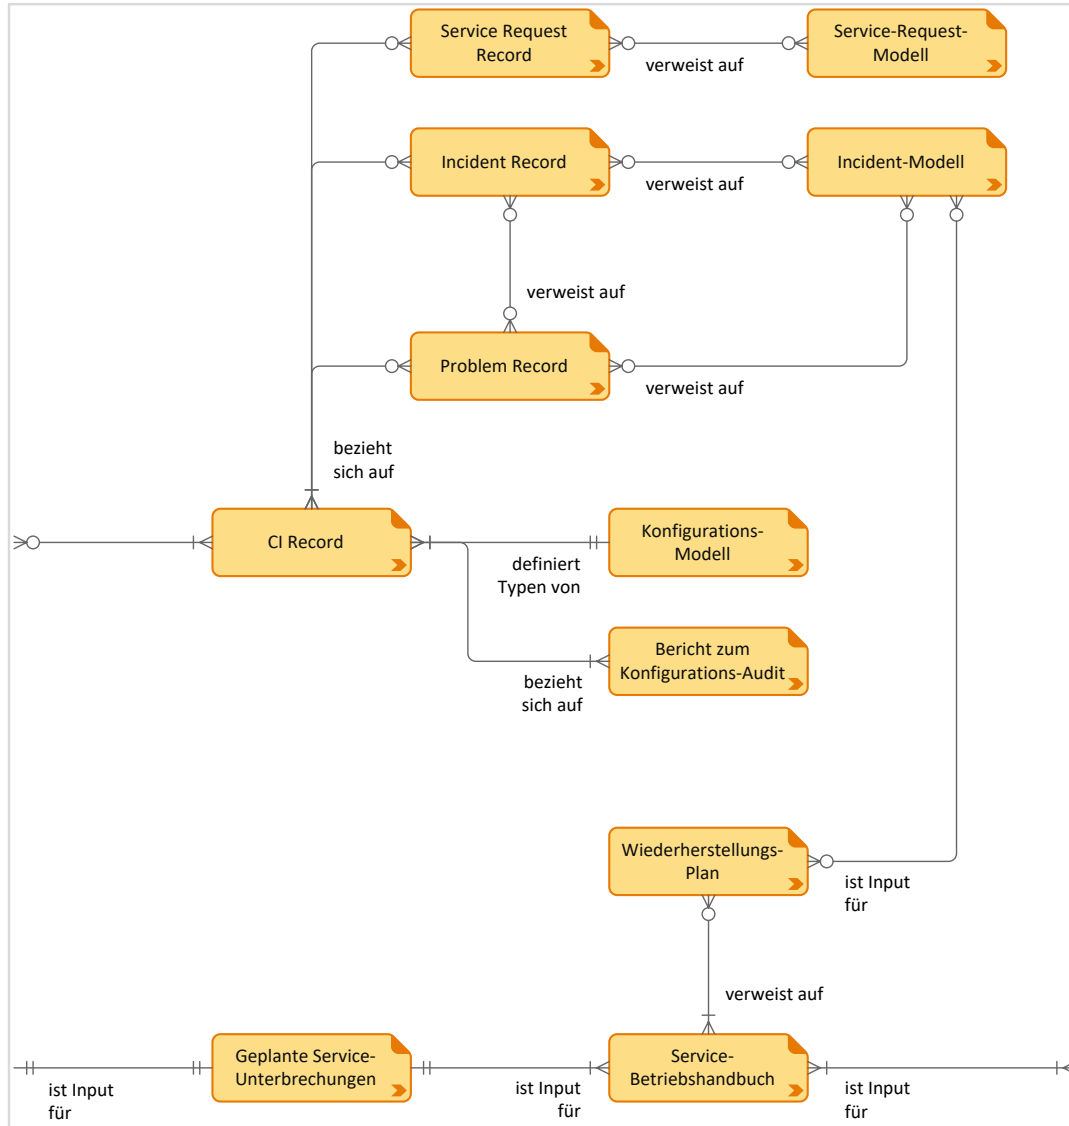 Service Request
Record
verweist auf
Service-Request-
Modell
Incident Record
verweist auf
Incident-Modell
verweist auf
Problem Record
verweist auf
bezieht
sich auf
CI Record
definiert
Typen von
Konfigurations-
Modell
bezieht
sich auf
Bericht zum
Konfigurations-Audit
Wiederherstellungs-
Plan
ist Input
für
verweist auf
ist Input
für
Geplante Service-
Unterbrechungen
ist Input
für
Service-
Betriebshandbuch
ist Input
für